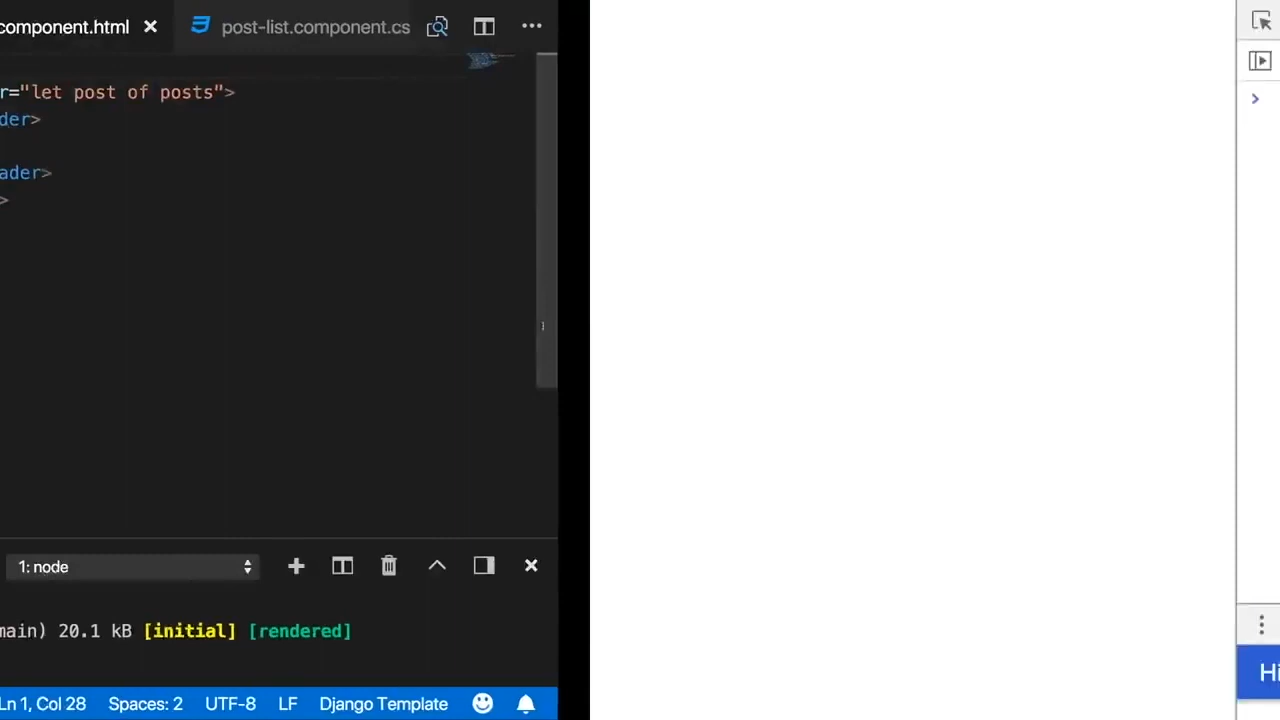 component.html
post-list.component.cs
r="let post of posts">
der>
ader>
>
1: node
main) 20.1 kB [initial] [rendered]
Ln 1, Col 28 Spaces: 2 UTF-8 LF Django Template
Hi